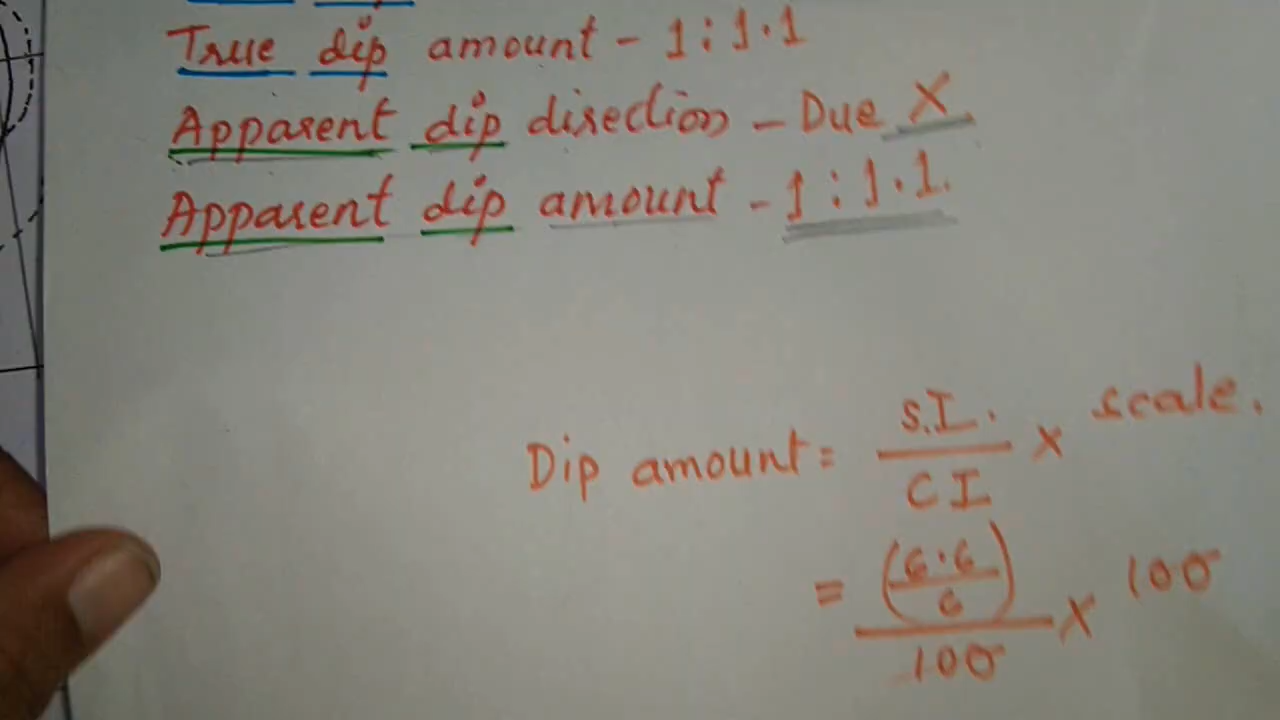 True dip amount - 1:1.1
Apparent dip direction - Due X.
Apparent dip amount - 1:1.1.
Dip amount = S.I. / CI × scale.
= (6.6 / 6) / 100 × 100